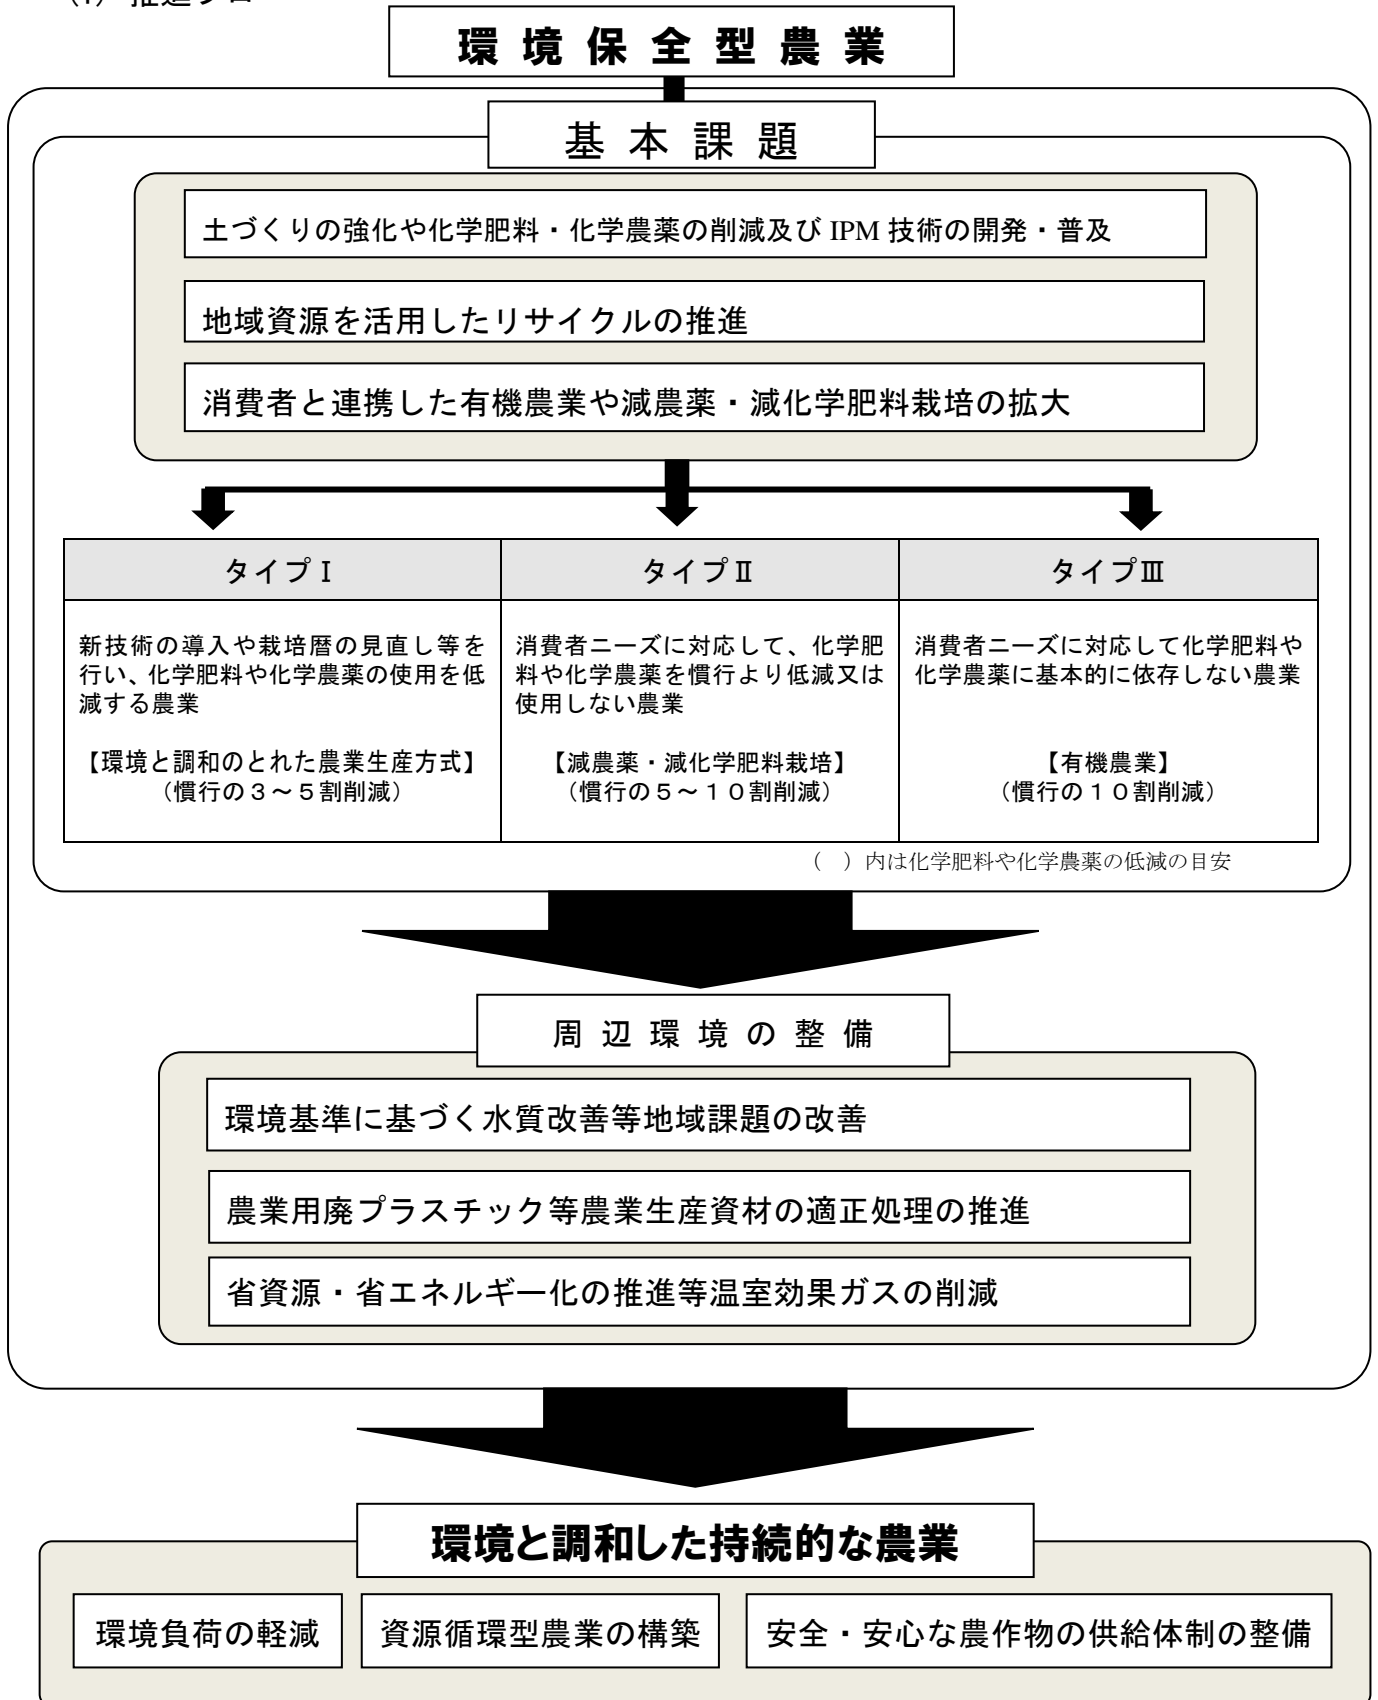 環境保全型農業
基本課題
土づくりの強化や化学肥料・化学農薬の削減及び IPM 技術の開発・普及
地域資源を活用したリサイクルの推進
消費者と連携した有機農業や減農薬・減化学肥料栽培の拡大
タイプⅠ
新技術の導入や栽培暦の見直し等を
行い、化学肥料や化学農薬の使用を低
減する農業
【環境と調和のとれた農業生産方式】
（慣行の３～５割削減）
タイプⅡ
消費者ニーズに対応して、化学肥
料や化学農薬を慣行より低減又は
使用しない農業
【減農薬・減化学肥料栽培】
（慣行の５～１０割削減）
タイプⅢ
消費者ニーズに対応して化学肥料や
化学農薬に基本的に依存しない農業
【有機農業】
（慣行の１０割削減）
（　）内は化学肥料や化学農薬の低減の目安
周辺環境の整備
環境基準に基づく水質改善等地域課題の改善
農業用廃プラスチック等農業生産資材の適正処理の推進
省資源・省エネルギー化の推進等温室効果ガスの削減
環境と調和した持続的な農業
環境負荷の軽減
資源循環型農業の構築
安全・安心な農作物の供給体制の整備